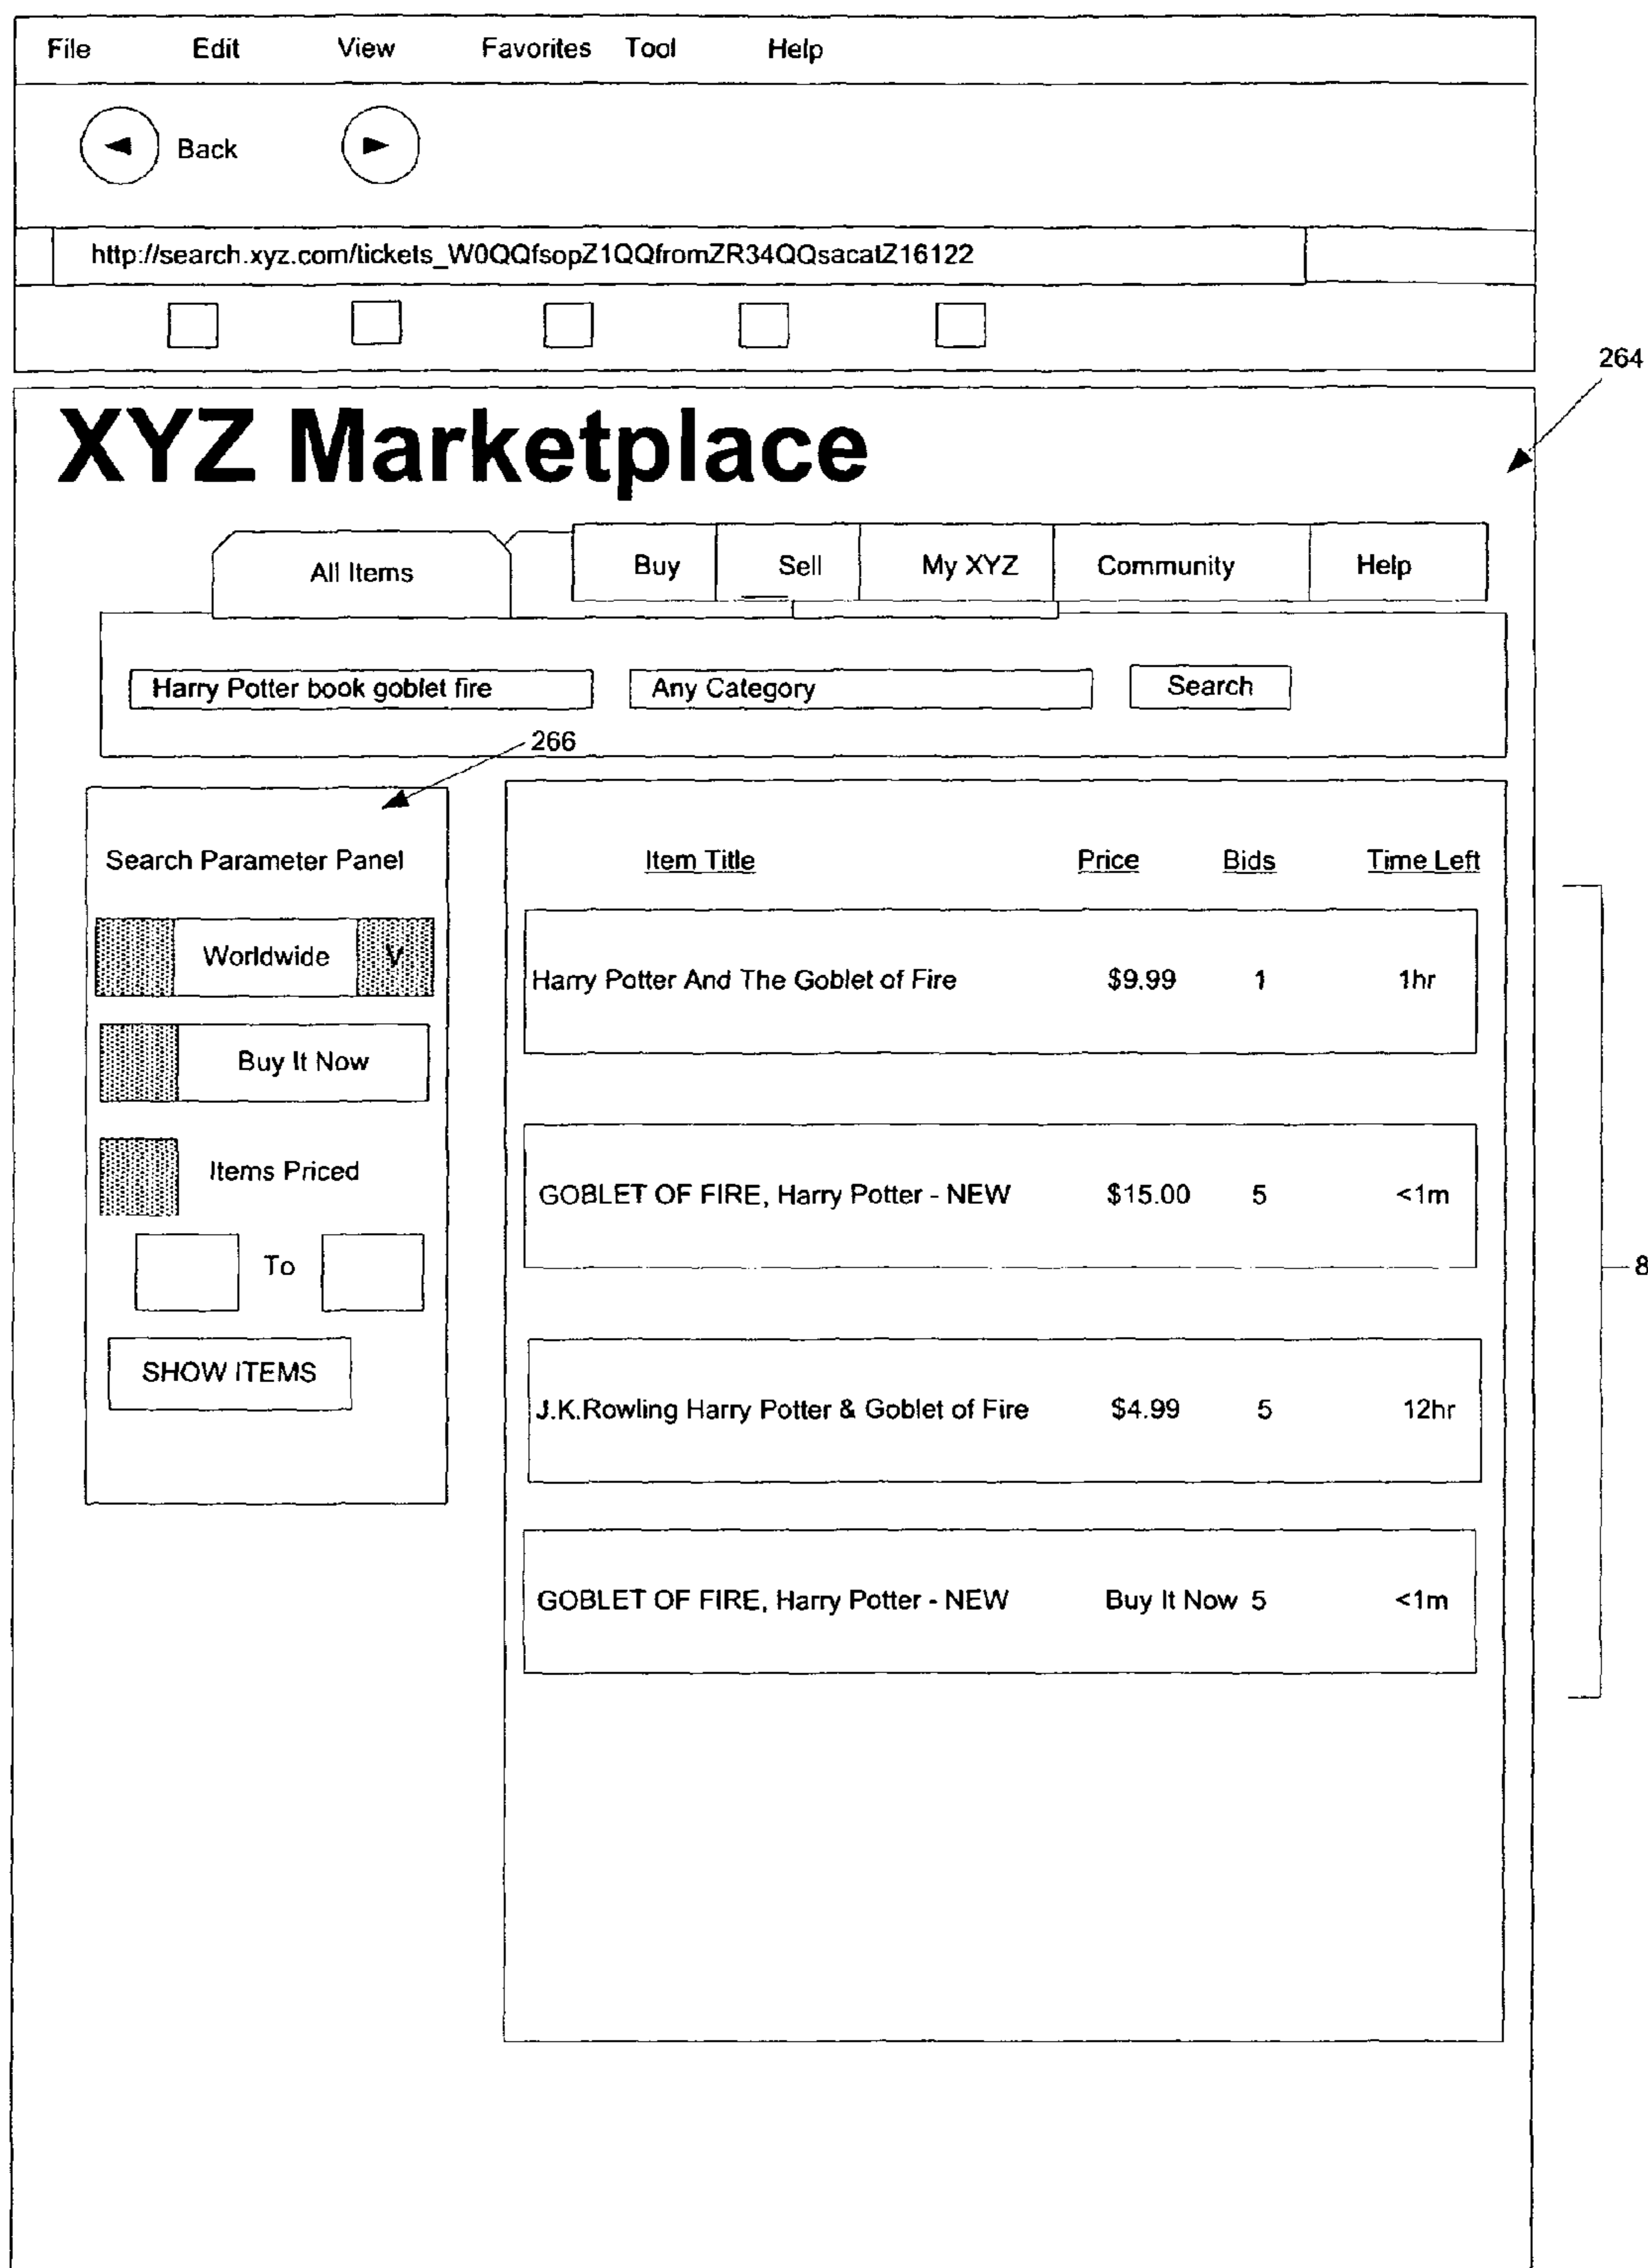 File Edit View Favorites Tool Help
Back
http://search.xyz.com/tickets_W0QQfsopZ1QQfromZR34QQsacatZ16122
264
XYZ Marketplace
All Items Buy Sell My XYZ Community Help
Harry Potter book goblet fire Any Category Search
266
Search Parameter Panel
Worldwide V
Buy It Now
Items Priced
To
SHOW ITEMS
Item Title Price Bids Time Left
Harry Potter And The Goblet of Fire $9.99 1 1hr
GOBLET OF FIRE, Harry Potter - NEW $15.00 5 <1m
8
J.K.Rowling Harry Potter & Goblet of Fire $4.99 5 12hr
GOBLET OF FIRE, Harry Potter - NEW Buy It Now 5 <1m